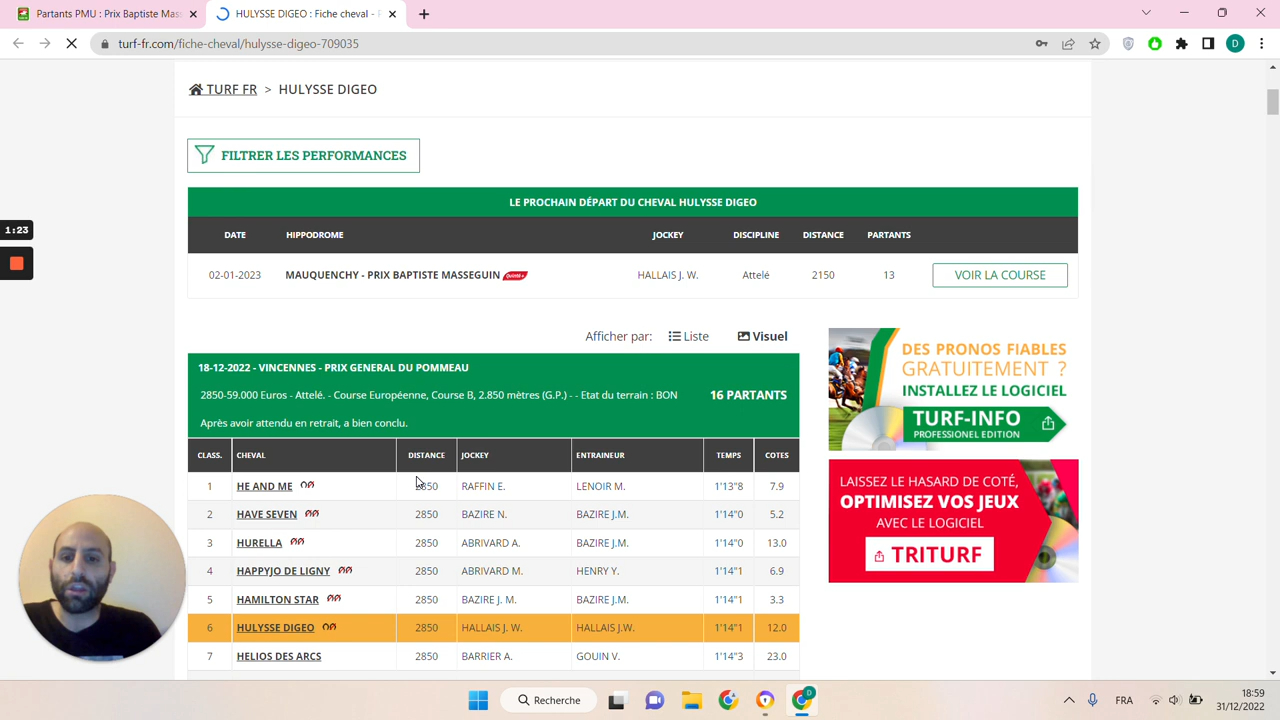 Partants PMU : Prix Baptiste Mass
HULYSSE DIGEO : Fiche cheval -
turf-fr.com/fiche-cheval/hulysse-digeo-709035
D
TURF FR > HULYSSE DIGEO
FILTRER LES PERFORMANCES
LE PROCHAIN DÉPART DU CHEVAL HULYSSE DIGEO
DATE HIPPODROME JOCKEY DISCIPLINE DISTANCE PARTANTS
1:23
02-01-2023 MAUQUENCHY - PRIX BAPTISTE MASSEGUIN Quinté+ HALLAIS J. W. Attelé 2150 13 VOIR LA COURSE
Afficher par: Liste Visuel
18-12-2022 - VINCENNES - PRIX GENERAL DU POMMEAU
2850-59.000 Euros - Attelé. - Course Européenne, Course B, 2.850 mètres (G.P.) - - Etat du terrain : BON 16 PARTANTS
Après avoir attendu en retrait, a bien conclu.
CLASS. CHEVAL DISTANCE JOCKEY ENTRAINEUR TEMPS COTES
1 HE AND ME 2850 RAFFIN E. LENOIR M. 1'13"8 7.9
2 HAVE SEVEN 2850 BAZIRE N. BAZIRE J.M. 1'14"0 5.2
3 HURELLA 2850 ABRIVARD A. BAZIRE J.M. 1'14"0 13.0
4 HAPPYJO DE LIGNY 2850 ABRIVARD M. HENRY Y. 1'14"1 6.9
5 HAMILTON STAR 2850 BAZIRE J. M. BAZIRE J.M. 1'14"1 3.3
6 HULYSSE DIGEO 2850 HALLAIS J. W. HALLAIS J.W. 1'14"1 12.0
7 HELIOS DES ARCS 2850 BARRIER A. GOUIN V. 1'14"3 23.0
DES PRONOS FIABLES
GRATUITEMENT ?
INSTALLEZ LE LOGICIEL
TURF-INFO
PROFESSIONEL EDITION
LAISSEZ LE HASARD DE COTÉ,
OPTIMISEZ VOS JEUX
AVEC LE LOGICIEL
TRITURF
Recherche
D
FRA
18:59
31/12/2022